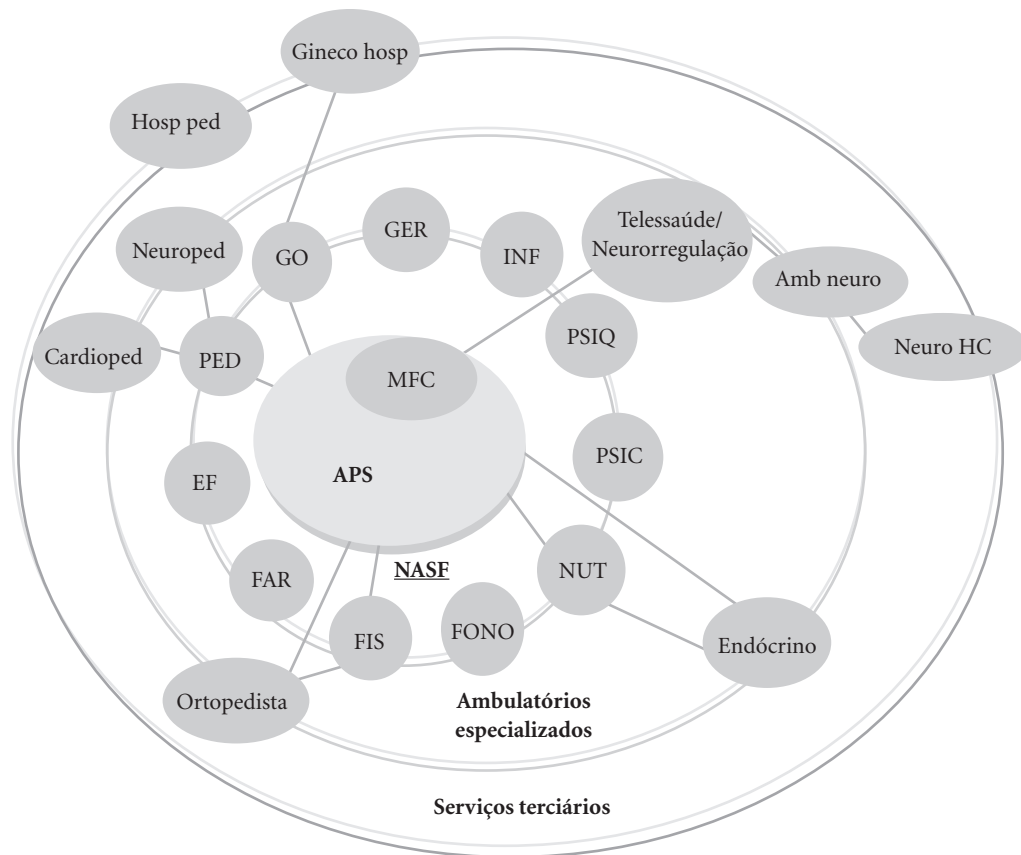 Gineco hosp
Hosp ped
Neuroped
GO
GER
INF
Telessaúde/
Neurorregulação
Amb neuro
Neuro HC
Cardioped
PED
MFC
PSIQ
EF
APS
PSIC
FAR
NASF
NUT
FIS
FONO
Endócrino
Ortopedista
Ambulatórios
especializados
Serviços terciários